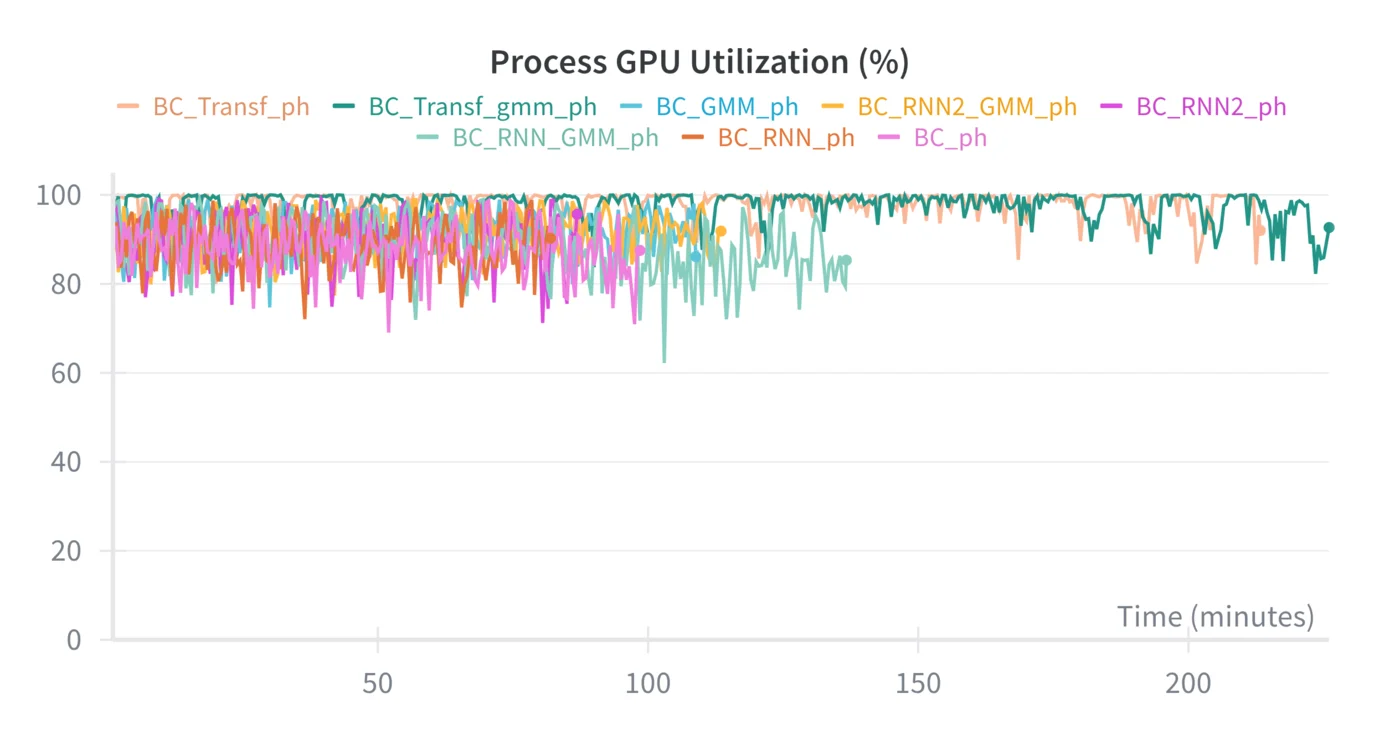 Process GPU Utilization (%)
BC_Transf_ph BC_Transf_gmm_ph BC_GMM_ph BC_RNN2_GMM_ph BC_RNN2_ph
BC_RNN_GMM_ph BC_RNN_ph BC_ph
100
80
60
40
20
0
Time (minutes)
50 100 150 200